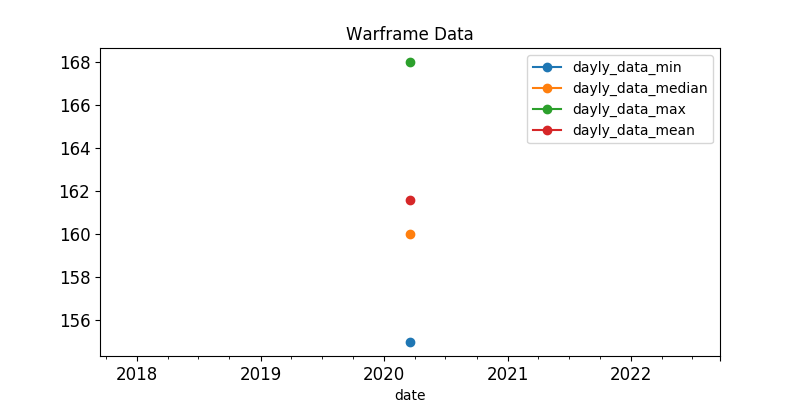 Warframe Data
168
166
164
162
160
158
156
dayly_data_min
dayly_data_median
dayly_data_max
dayly_data_mean
2018 2019 2020 2021 2022
date